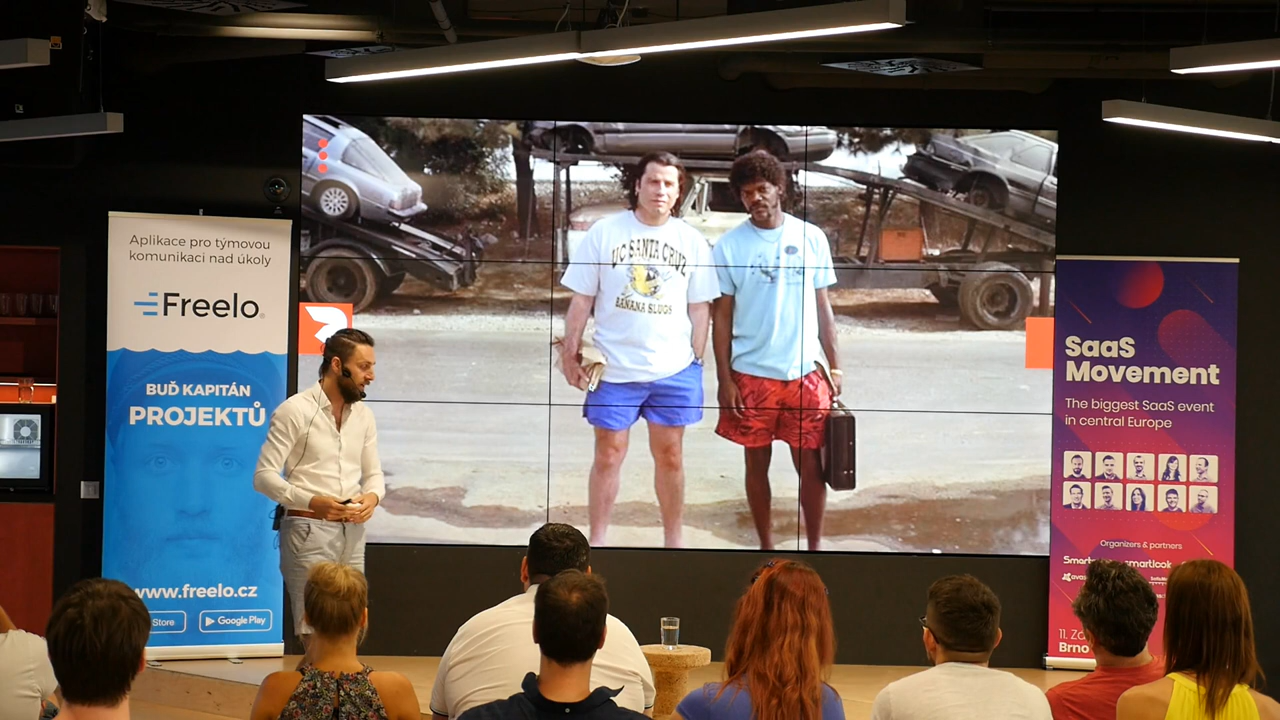 Aplikace pro týmovou
komunikaci nad úkoly
Freelo
BUĎ KAPITÁN
PROJEKTŮ
www.freelo.cz
Store
Google Play
UC SANTA CRUZ
BANANA SLUGS
SaaS
Movement
The biggest SaaS event
in central Europe
Organizers & partners
smartlook
Brno